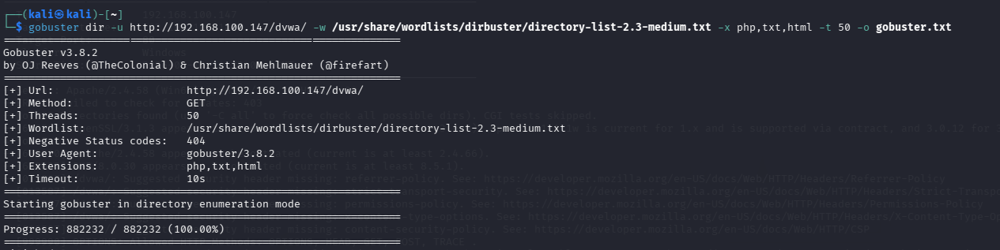 ┌──(kali㉿kali)-[~]
└─$ gobuster dir -u http://192.168.100.147/dvwa/ -w /usr/share/wordlists/dirbuster/directory-list-2.3-medium.txt -x php,txt,html -t 50 -o gobuster.txt
===============================================================
Gobuster v3.8.2
by OJ Reeves (@TheColonial) & Christian Mehlmauer (@firefart)
===============================================================
[+] Url: http://192.168.100.147/dvwa/
[+] Method: GET
[+] Threads: 50
[+] Wordlist: /usr/share/wordlists/dirbuster/directory-list-2.3-medium.txt
[+] Negative Status codes: 404
[+] User Agent: gobuster/3.8.2
[+] Extensions: php,txt,html
[+] Timeout: 10s
===============================================================
Starting gobuster in directory enumeration mode
===============================================================
Progress: 882232 / 882232 (100.00%)
===============================================================